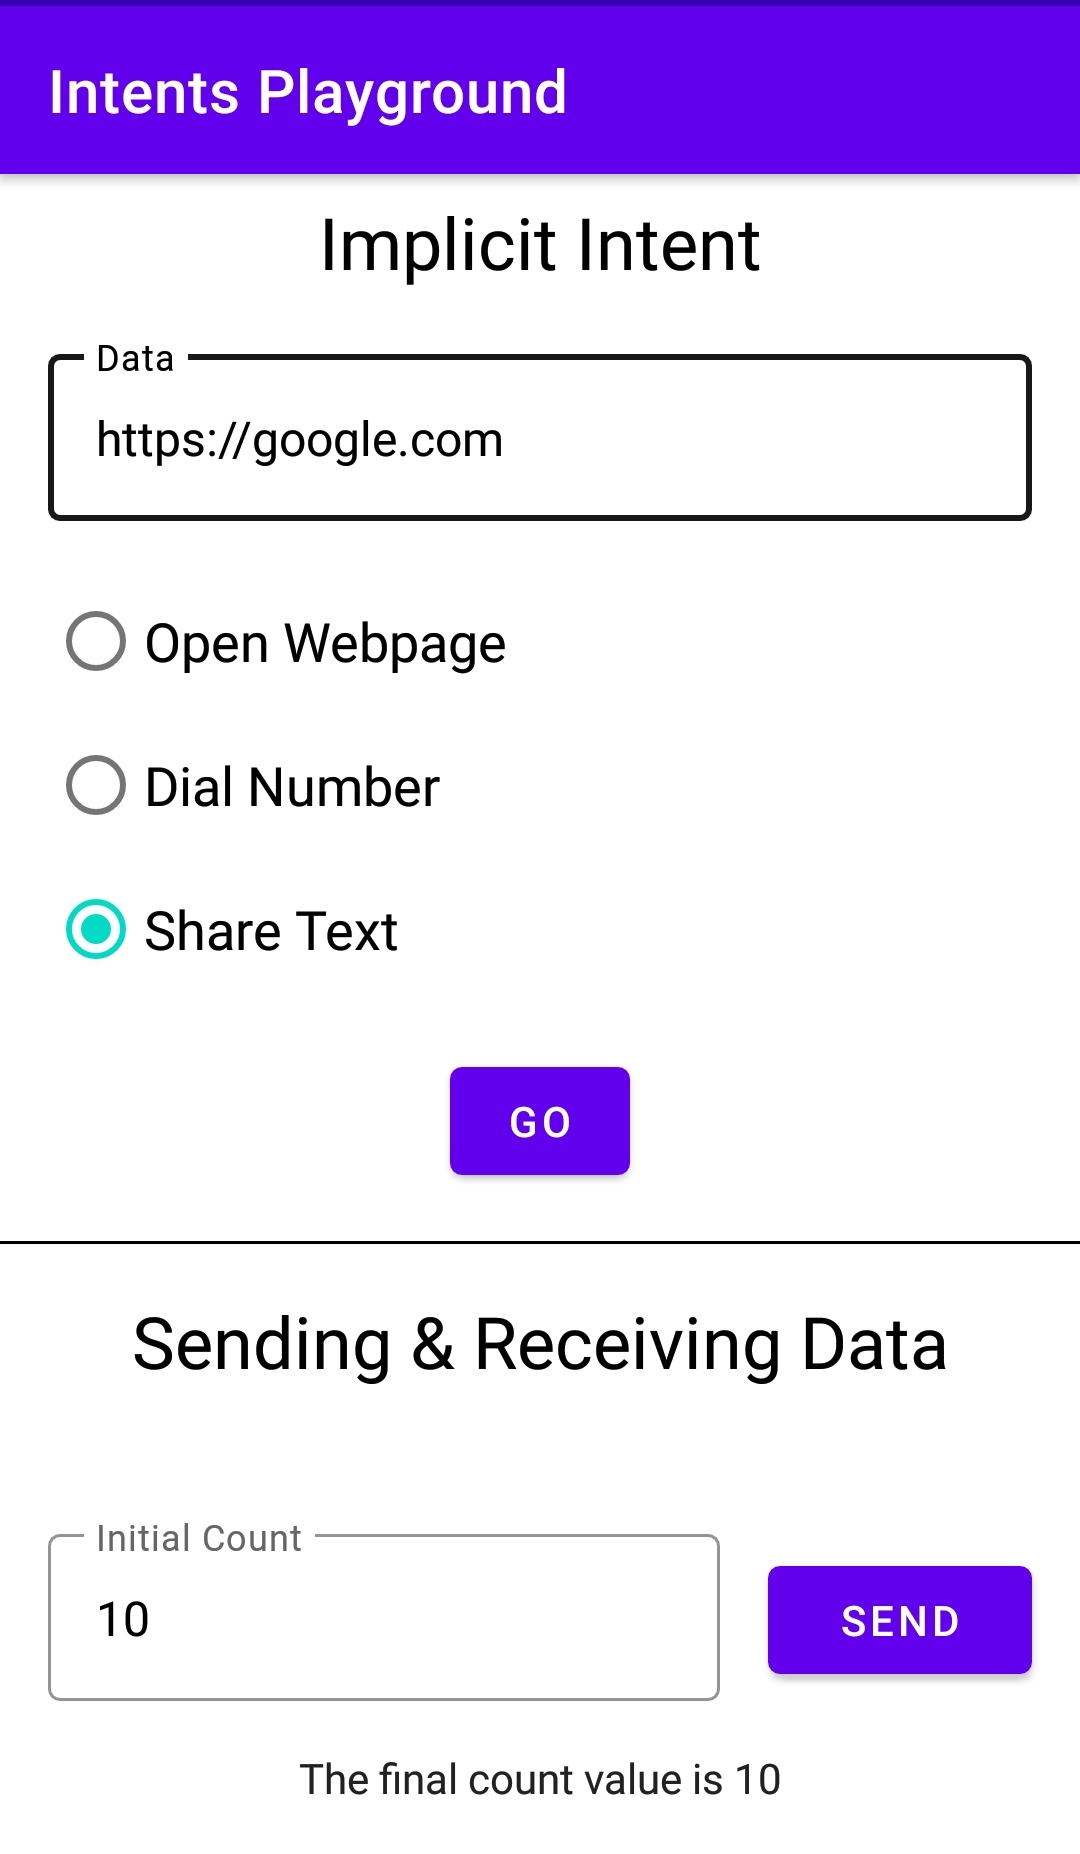 Intents Playground
Implicit Intent
Data
https://google.com
Open Webpage
Dial Number
Share Text
GO
Sending & Receiving Data
Initial Count
10
SEND
The final count value is 10